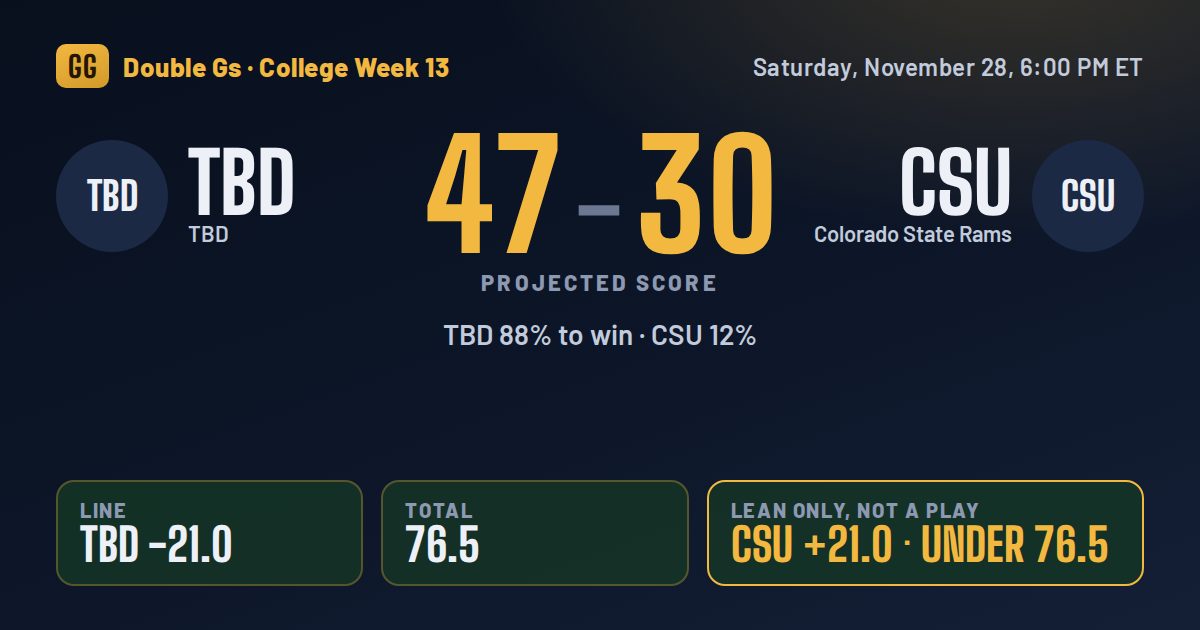 GG Double Gs · College Week 13
Saturday, November 28, 6:00 PM ET
TBD
TBD
TBD
47 – 30
PROJECTED SCORE
TBD 88% to win · CSU 12%
CSU
Colorado State Rams
CSU
LINE
TBD −21.0
TOTAL
76.5
LEAN ONLY, NOT A PLAY
CSU +21.0 · UNDER 76.5